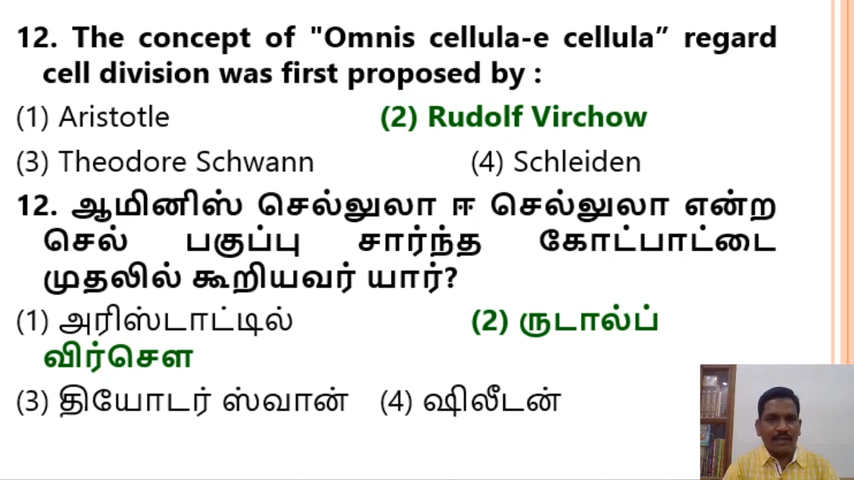 12. The concept of "Omnis cellula-e cellula” regard
cell division was first proposed by :
(1) Aristotle (2) Rudolf Virchow
(3) Theodore Schwann (4) Schleiden
12. ஆமினிஸ் செல்லுலா ஈ செல்லுலா என்ற
செல் பகுப்பு சார்ந்த கோட்பாட்டை
முதலில் கூறியவர் யார்?
(1) அரிஸ்டாட்டில் (2) ருடால்ப்
விர்சௌ
(3) தியோடர் ஸ்வான் (4) ஷிலீடன்